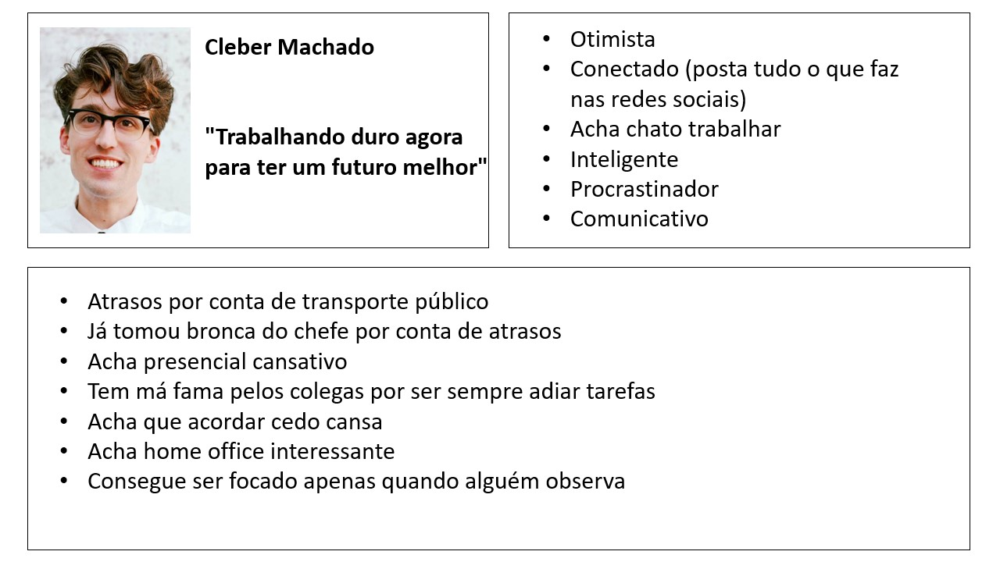 Cleber Machado
"Trabalhando duro agora
para ter um futuro melhor"
• Otimista
• Conectado (posta tudo o que faz
nas redes sociais)
• Acha chato trabalhar
• Inteligente
• Procrastinador
• Comunicativo
• Atrasos por conta de transporte público
• Já tomou bronca do chefe por conta de atrasos
• Acha presencial cansativo
• Tem má fama pelos colegas por ser sempre adiar tarefas
• Acha que acordar cedo cansa
• Acha home office interessante
• Consegue ser focado apenas quando alguém observa